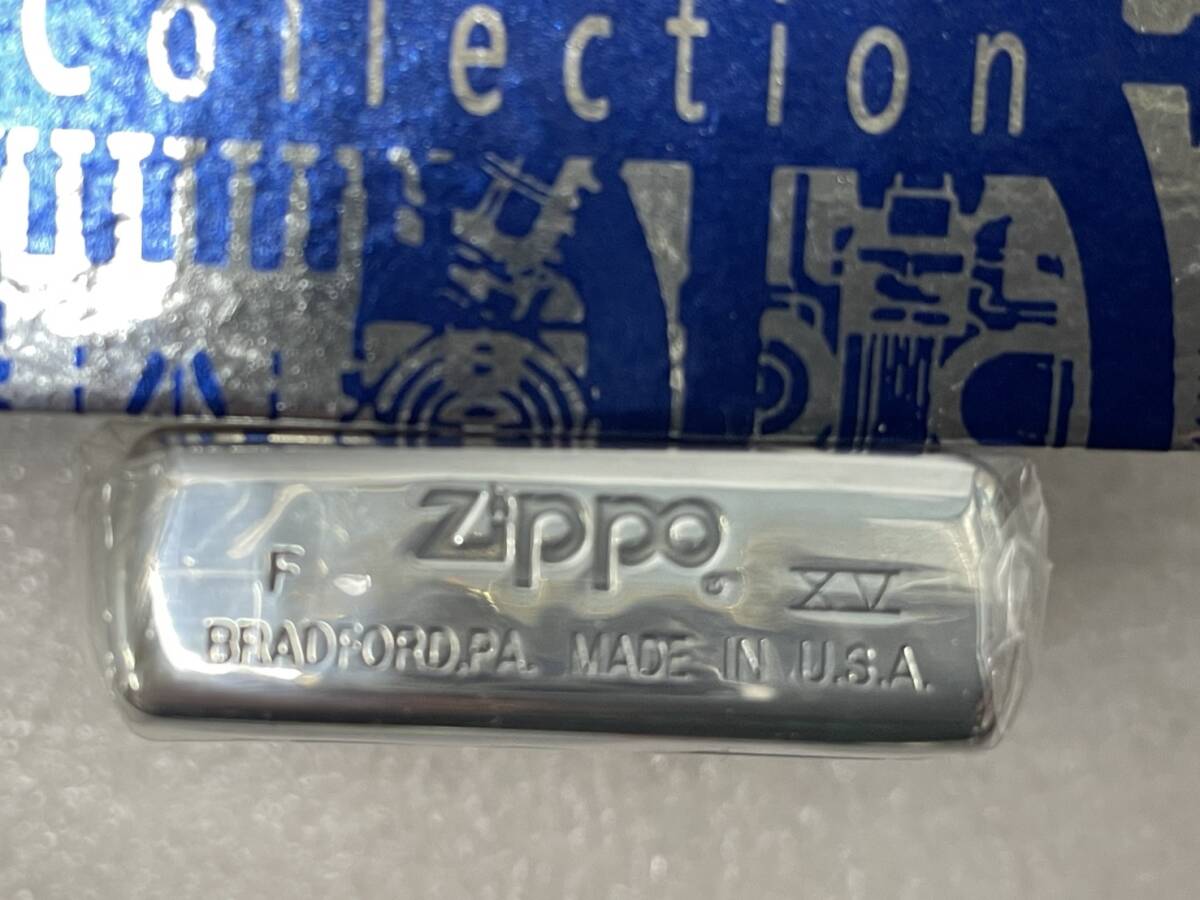 Collection
Zippo
F XV
BRADFORD,PA. MADE IN U.S.A.